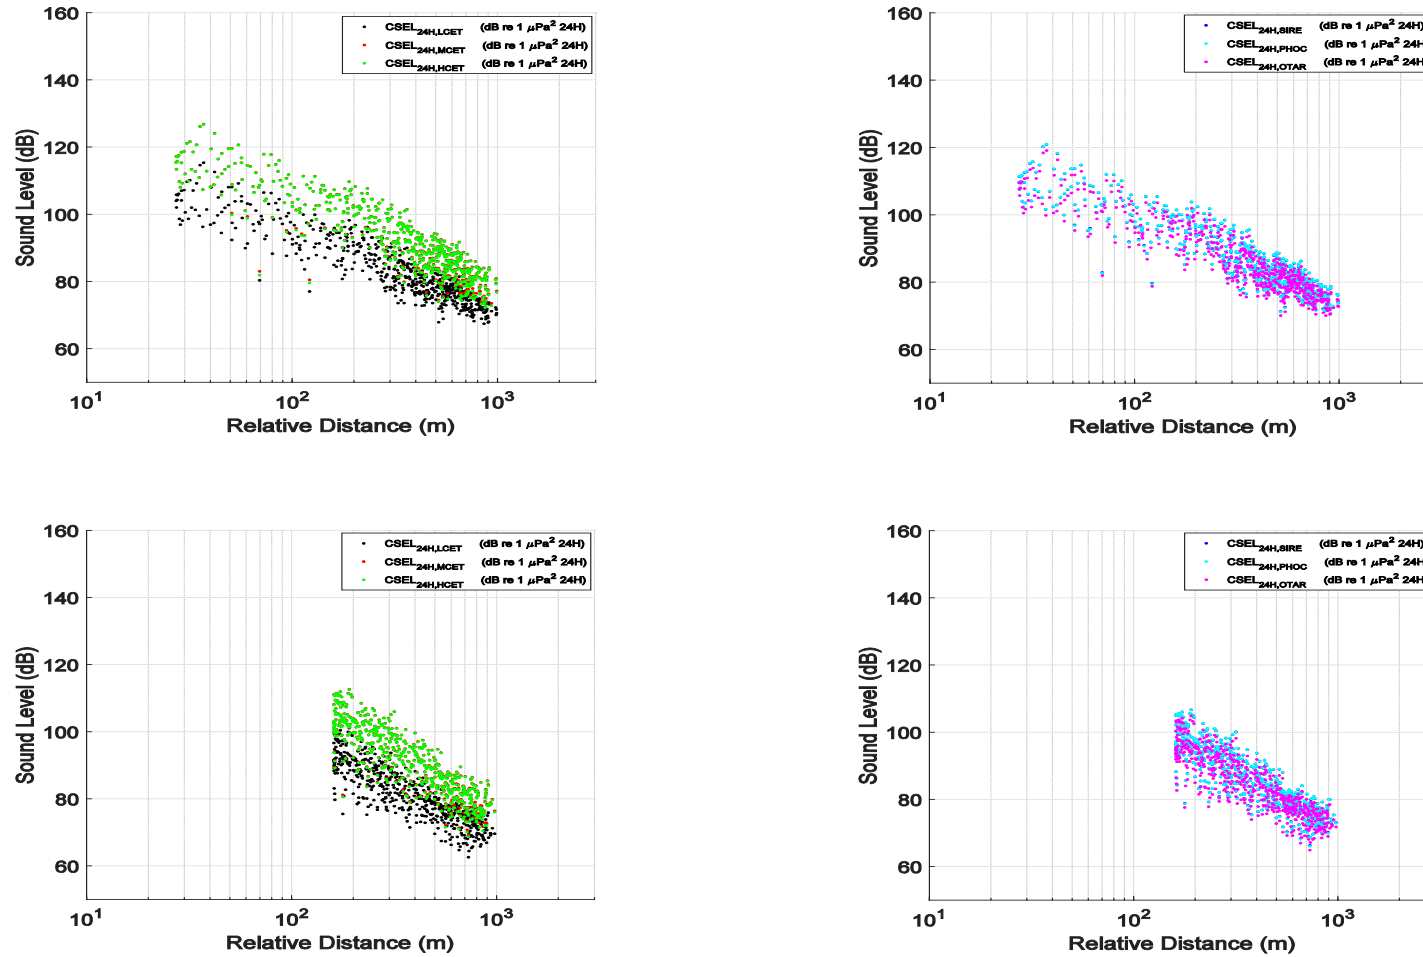 160
140
120
100
80
60
Sound Level (dB)
CSEL24H,LCET (dB re 1 μPa2 24H)
CSEL24H,MCET (dB re 1 μPa2 24H)
CSEL24H,HCET (dB re 1 μPa2 24H)
101 102 103
Relative Distance (m)
160
140
120
100
80
60
Sound Level (dB)
CSEL24H,SIRE (dB re 1 μPa2 24H)
CSEL24H,PHOC (dB re 1 μPa2 24H
CSEL24H,OTAR (dB re 1 μPa2 24H
101 102 103
Relative Distance (m)
160
140
120
100
80
60
Sound Level (dB)
CSEL24H,LCET (dB re 1 μPa2 24H)
CSEL24H,MCET (dB re 1 μPa2 24H)
CSEL24H,HCET (dB re 1 μPa2 24H)
101 102 103
Relative Distance (m)
160
140
120
100
80
60
Sound Level (dB)
CSEL24H,SIRE (dB re 1 μPa2 24H)
CSEL24H,PHOC (dB re 1 μPa2 24H
CSEL24H,OTAR (dB re 1 μPa2 24H
101 102 103
Relative Distance (m)